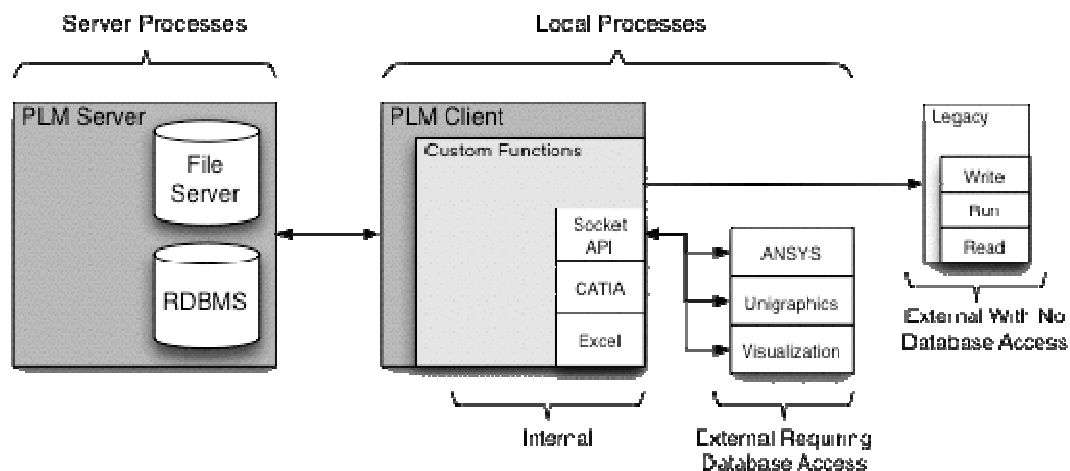 Server Processes
Local Processes
PLM Server
File
Server
RDBMS
PLM Client
Custom Functions
Socket
API
CATIA
Excel
ANSYS
Unigraphics
Visualization
Legacy
Write
Run
Read
Internal
External Requiring
Database Access
External With No
Database Access